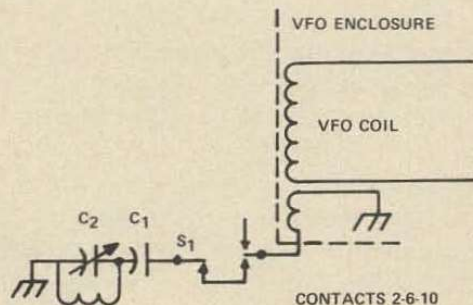 VFO ENCLOSURE
VFO COIL
C2 C1
S1
CONTACTS 2-6-10